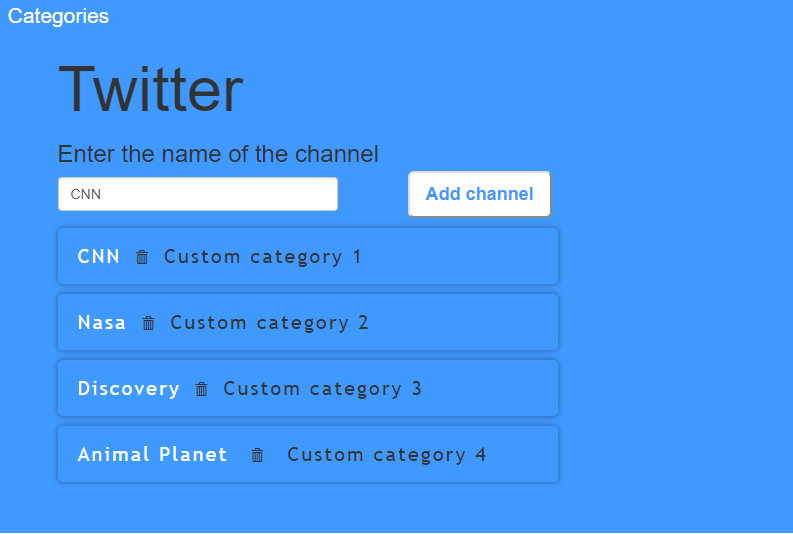 Categories
Twitter
Enter the name of the channel
CNN Add channel
CNN Custom category 1
Nasa Custom category 2
Discovery Custom category 3
Animal Planet Custom category 4